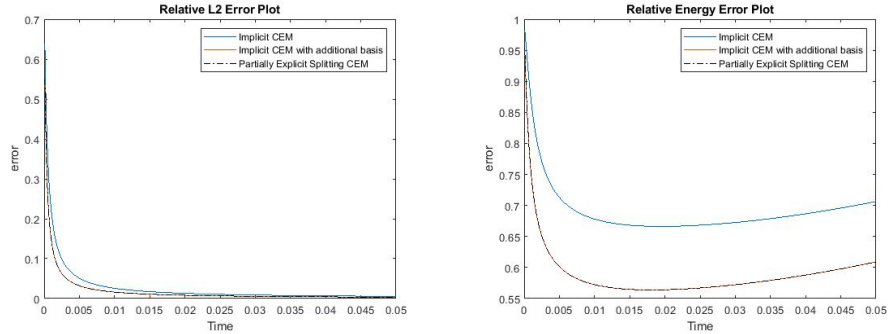 Relative L2 Error Plot
0.7
0.6
0.5
0.4
0.3
0.2
0.1
0
error
Implicit CEM
Implicit CEM with additional basis
Partially Explicit Splitting CEM
0 0.005 0.01 0.015 0.02 0.025 0.03 0.035 0.04 0.045 0.05
Time
Relative Energy Error Plot
1
0.95
0.9
0.85
0.8
0.75
0.7
0.65
0.6
0.55
error
Implicit CEM
Implicit CEM with additional basis
Partially Explicit Splitting CEM
0 0.005 0.01 0.015 0.02 0.025 0.03 0.035 0.04 0.045 0.05
Time